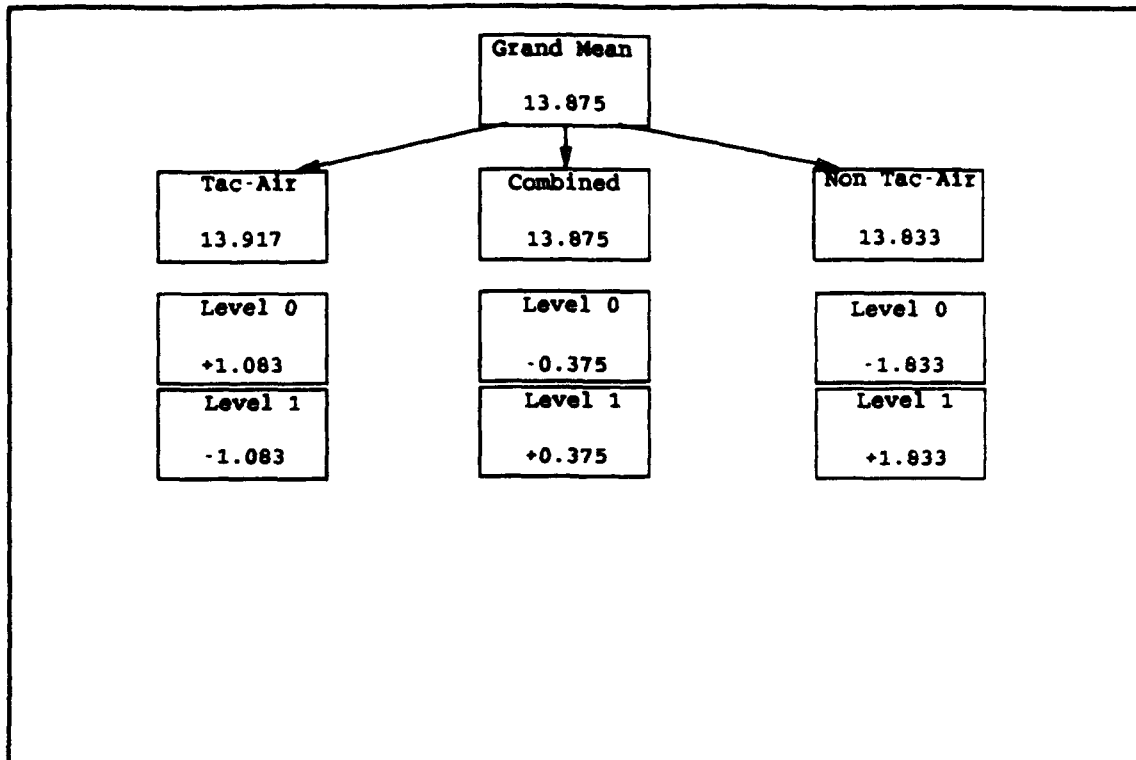 Grand Mean
13.875
Tac-Air
13.917
Combined
13.875
Non Tac-Air
13.833
Level 0
+1.083
Level 1
-1.083
Level 0
-0.375
Level 1
+0.375
Level 0
-1.833
Level 1
+1.833